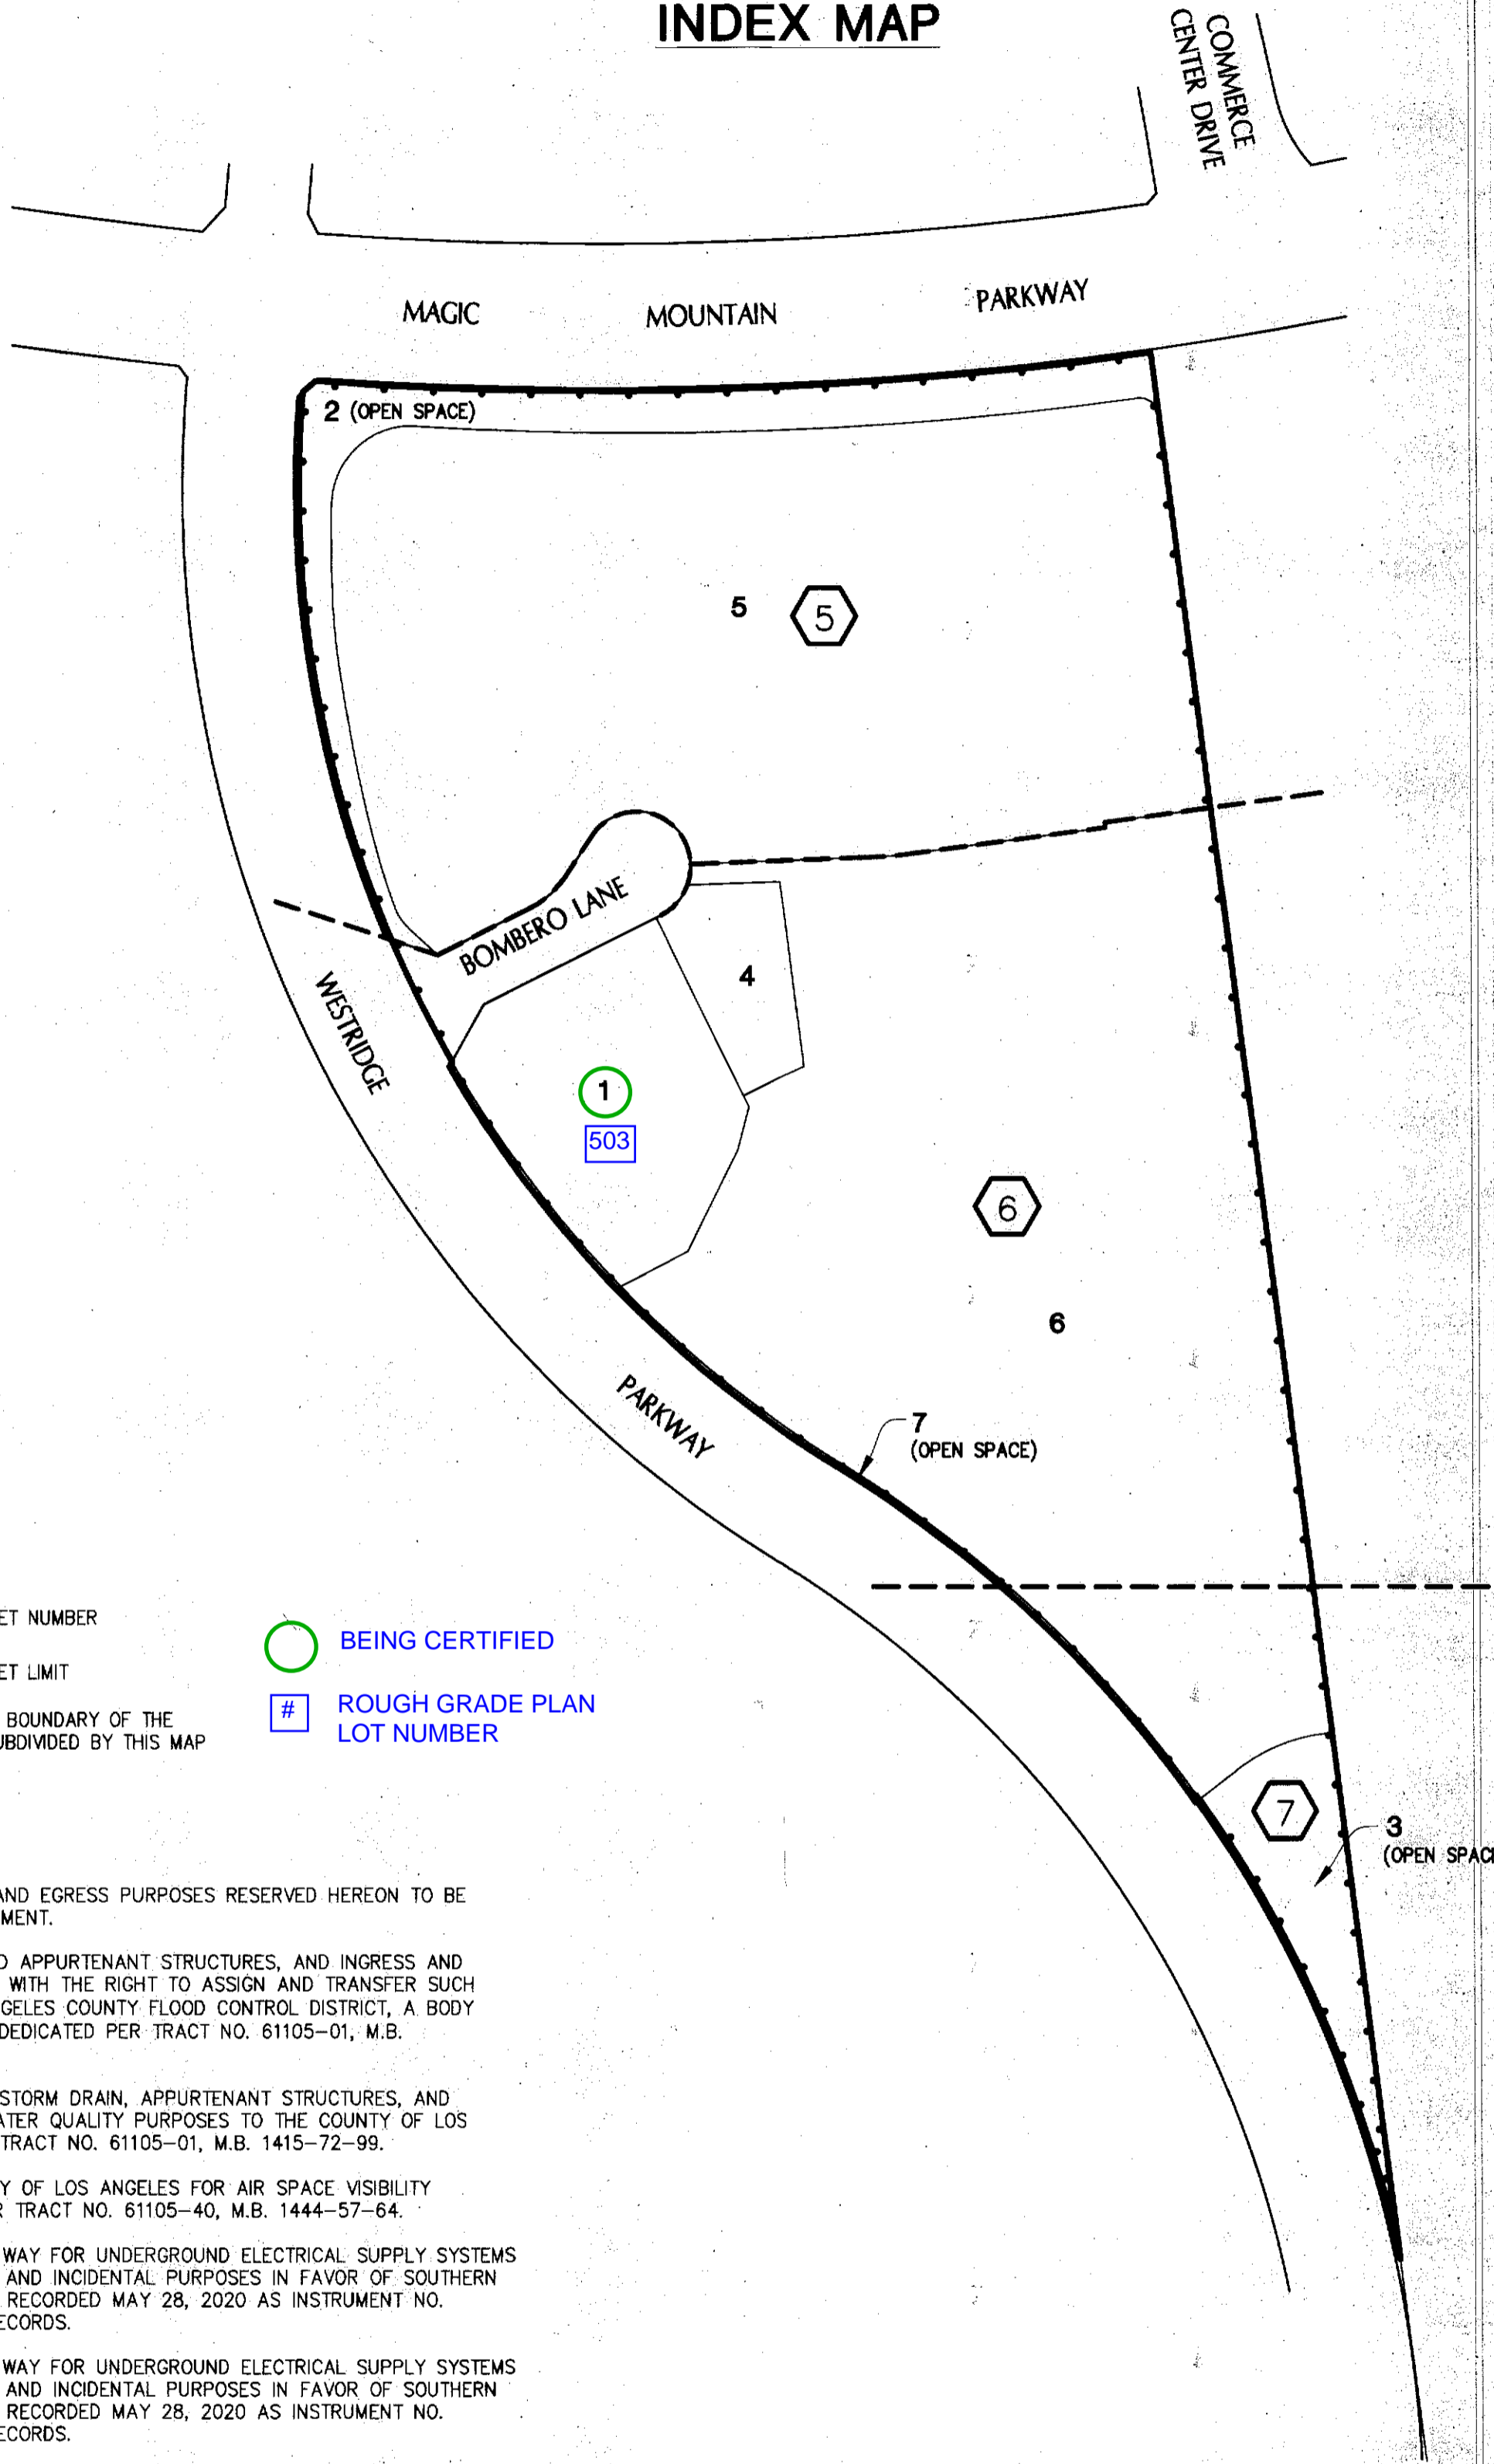 INDEX MAP
COMMERCE
CENTER DRIVE
MAGIC MOUNTAIN PARKWAY
2 (OPEN SPACE)
5 5
BOMBERO LANE
4
WESTRIDGE
1
503
6
6
PARKWAY
7
(OPEN SPACE)
ET NUMBER
ET LIMIT
BOUNDARY OF THE
UBDIVIDED BY THIS MAP
BEING CERTIFIED
# ROUGH GRADE PLAN
LOT NUMBER
7
3
(OPEN SPAC
AND EGRESS PURPOSES RESERVED HEREON TO BE
MENT.
D APPURTENANT STRUCTURES, AND INGRESS AND
WITH THE RIGHT TO ASSIGN AND TRANSFER SUCH
GELES COUNTY FLOOD CONTROL DISTRICT, A BODY
DEDICATED PER TRACT NO. 61105-01, M.B.
STORM DRAIN, APPURTENANT STRUCTURES, AND
ATER QUALITY PURPOSES TO THE COUNTY OF LOS
TRACT NO. 61105-01, M.B. 1415-72-99.
Y OF LOS ANGELES FOR AIR SPACE VISIBILITY
R TRACT NO. 61105-40, M.B. 1444-57-64.
WAY FOR UNDERGROUND ELECTRICAL SUPPLY SYSTEMS
AND INCIDENTAL PURPOSES IN FAVOR OF SOUTHERN
RECORDED MAY 28, 2020 AS INSTRUMENT NO.
ECORDS.
WAY FOR UNDERGROUND ELECTRICAL SUPPLY SYSTEMS
AND INCIDENTAL PURPOSES IN FAVOR OF SOUTHERN
RECORDED MAY 28, 2020 AS INSTRUMENT NO.
ECORDS.